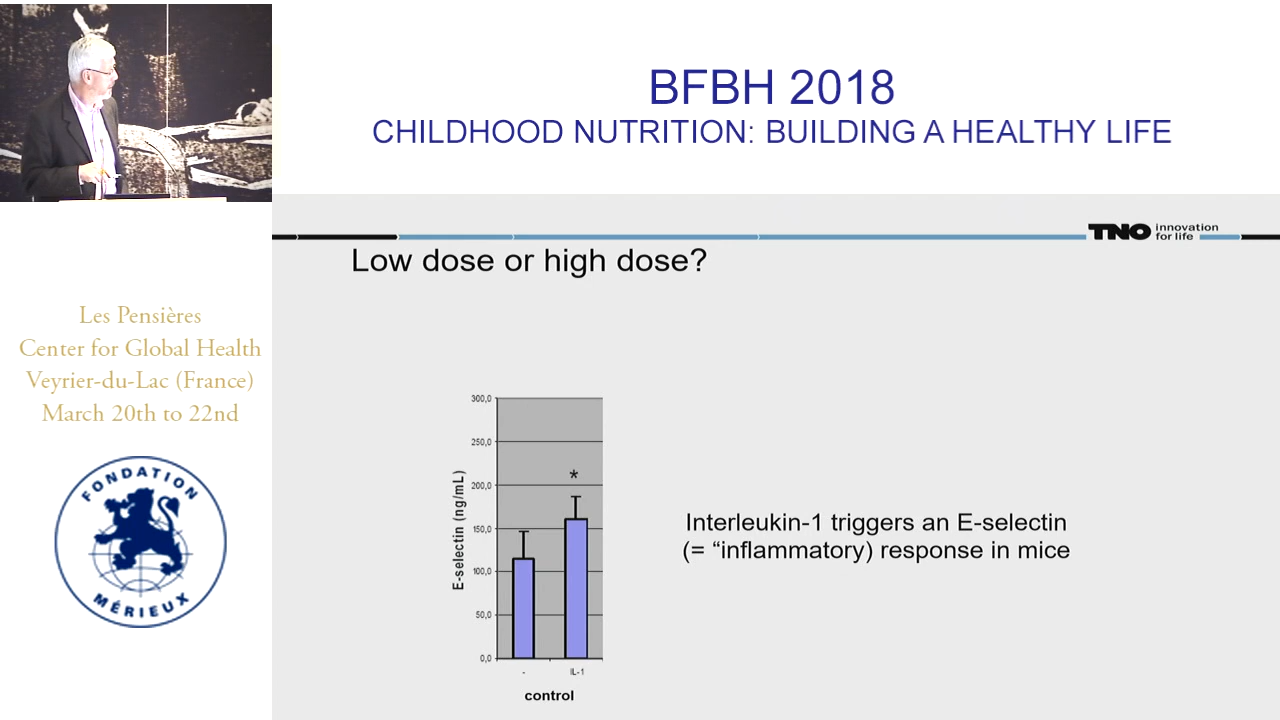 BFBH 2018
CHILDHOOD NUTRITION: BUILDING A HEALTHY LIFE
TNO innovation
for life
Low dose or high dose?
Les Pensières
Center for Global Health
Veyrier-du-Lac (France)
March 20th to 22nd
FONDATION
MÉRIEUX
300,0
250,0
200,0
150,0
100,0
50,0
0,0
E-selectin (ng/mL)
*
- IL-1
control
Interleukin-1 triggers an E-selectin
(= “inflammatory) response in mice